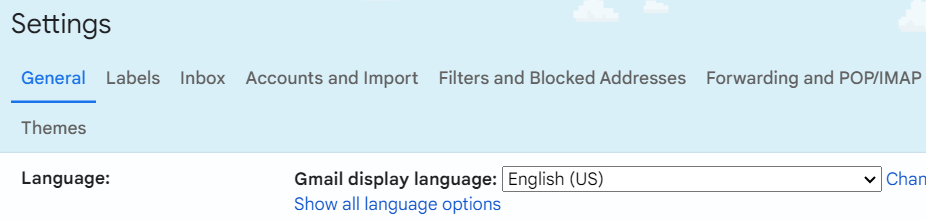 Settings
General Labels Inbox Accounts and Import Filters and Blocked Addresses Forwarding and POP/IMAP
Themes
Language: Gmail display language: English (US)
Show all language options